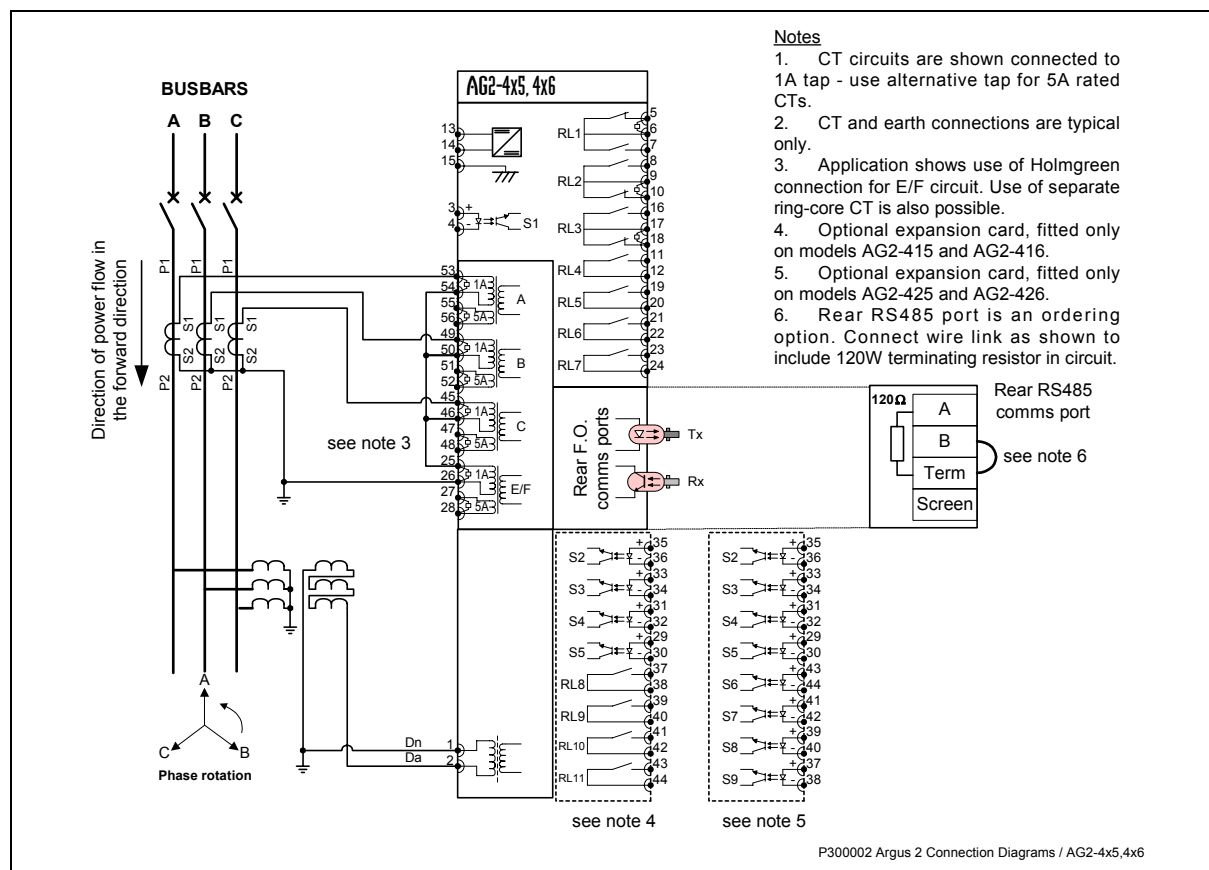 Notes
1. CT circuits are shown connected to
1A tap - use alternative tap for 5A rated
CTs.
2. CT and earth connections are typical
only.
3. Application shows use of Holmgreen
connection for E/F circuit. Use of separate
ring-core CT is also possible.
4. Optional expansion card, fitted only
on models AG2-415 and AG2-416.
5. Optional expansion card, fitted only
on models AG2-425 and AG2-426.
6. Rear RS485 port is an ordering
option. Connect wire link as shown to
include 120W terminating resistor in circuit.
BUSBARS
A B C
Direction of power flow in
the forward direction
P1 P1 P1
S1 S1 S1
S2 S2 S2
P2 P2 P2
see note 3
A
C B
Phase rotation
AG2-4x5, 4x6
13
14
15
3 +
4 -
S1
53
54 1A
55 A
56 5A
49
50 1A
51 B
52 5A
45
46 1A
47 C
48 5A
25
26 1A
27 E/F
28 5A
Dn 1
Da 2
5
RL1 6
7
8
RL2 9
10
16
RL3 17
18
RL4 11
12
RL5 19
20
RL6 21
22
RL7 23
24
Rear F.O.
comms ports
Tx
Rx
120Ω
A
B
Term
Screen
Rear RS485
comms port
see note 6
S2 + 35
- 36
S3 + 33
- 34
S4 + 31
- 32
S5 + 29
- 30
RL8 37
38
RL9 39
40
RL10 41
42
RL11 43
44
see note 4
S2 + 35
- 36
S3 + 33
- 34
S4 + 31
- 32
S5 + 29
- 30
S6 + 43
- 44
S7 + 41
- 42
S8 + 39
- 40
S9 + 37
- 38
see note 5
P300002 Argus 2 Connection Diagrams / AG2-4x5,4x6